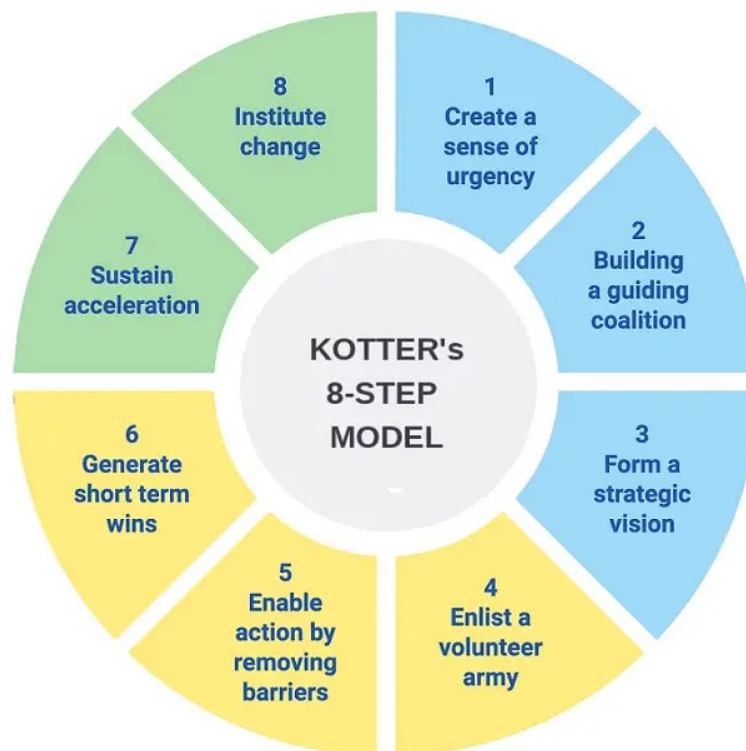 1
Create a
sense of
urgency
2
Building
a guiding
coalition
3
Form a
strategic
vision
4
Enlist a
volunteer
army
5
Enable
action by
removing
barriers
6
Generate
short term
wins
7
Sustain
acceleration
8
Institute
change
KOTTER's
8-STEP
MODEL